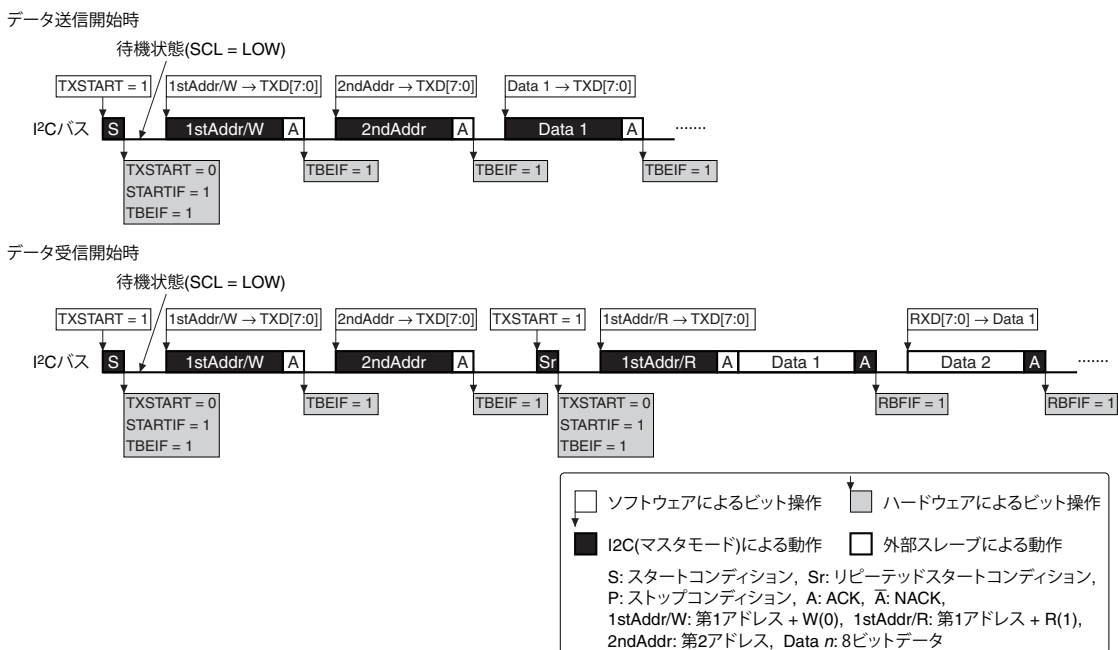 データ送信開始時
待機状態(SCL = LOW)
TXSTART = 1
1stAddr/W → TXD[7:0]
2ndAddr → TXD[7:0]
Data 1 → TXD[7:0]
I²Cバス
S
1stAddr/W
A
2ndAddr
A
Data 1
A
.......
TXSTART = 0
STARTIF = 1
TBEIF = 1
TBEIF = 1
TBEIF = 1
TBEIF = 1
データ受信開始時
待機状態(SCL = LOW)
TXSTART = 1
1stAddr/W → TXD[7:0]
2ndAddr → TXD[7:0]
TXSTART = 1
1stAddr/R → TXD[7:0]
RXD[7:0] → Data 1
I²Cバス
S
1stAddr/W
A
2ndAddr
A
Sr
1stAddr/R
A
Data 1
A
Data 2
A
.......
TXSTART = 0
STARTIF = 1
TBEIF = 1
TBEIF = 1
TBEIF = 1
TXSTART = 0
STARTIF = 1
TBEIF = 1
RBFIF = 1
RBFIF = 1
ソフトウェアによるビット操作
ハードウェアによるビット操作
I2C(マスタモード)による動作
外部スレーブによる動作
S: スタートコンディション, Sr: リピーテッドスタートコンディション,
P: ストップコンディション, A: ACK, A̅: NACK,
1stAddr/W: 第1アドレス + W(0), 1stAddr/R: 第1アドレス + R(1),
2ndAddr: 第2アドレス, Data n: 8ビットデータ